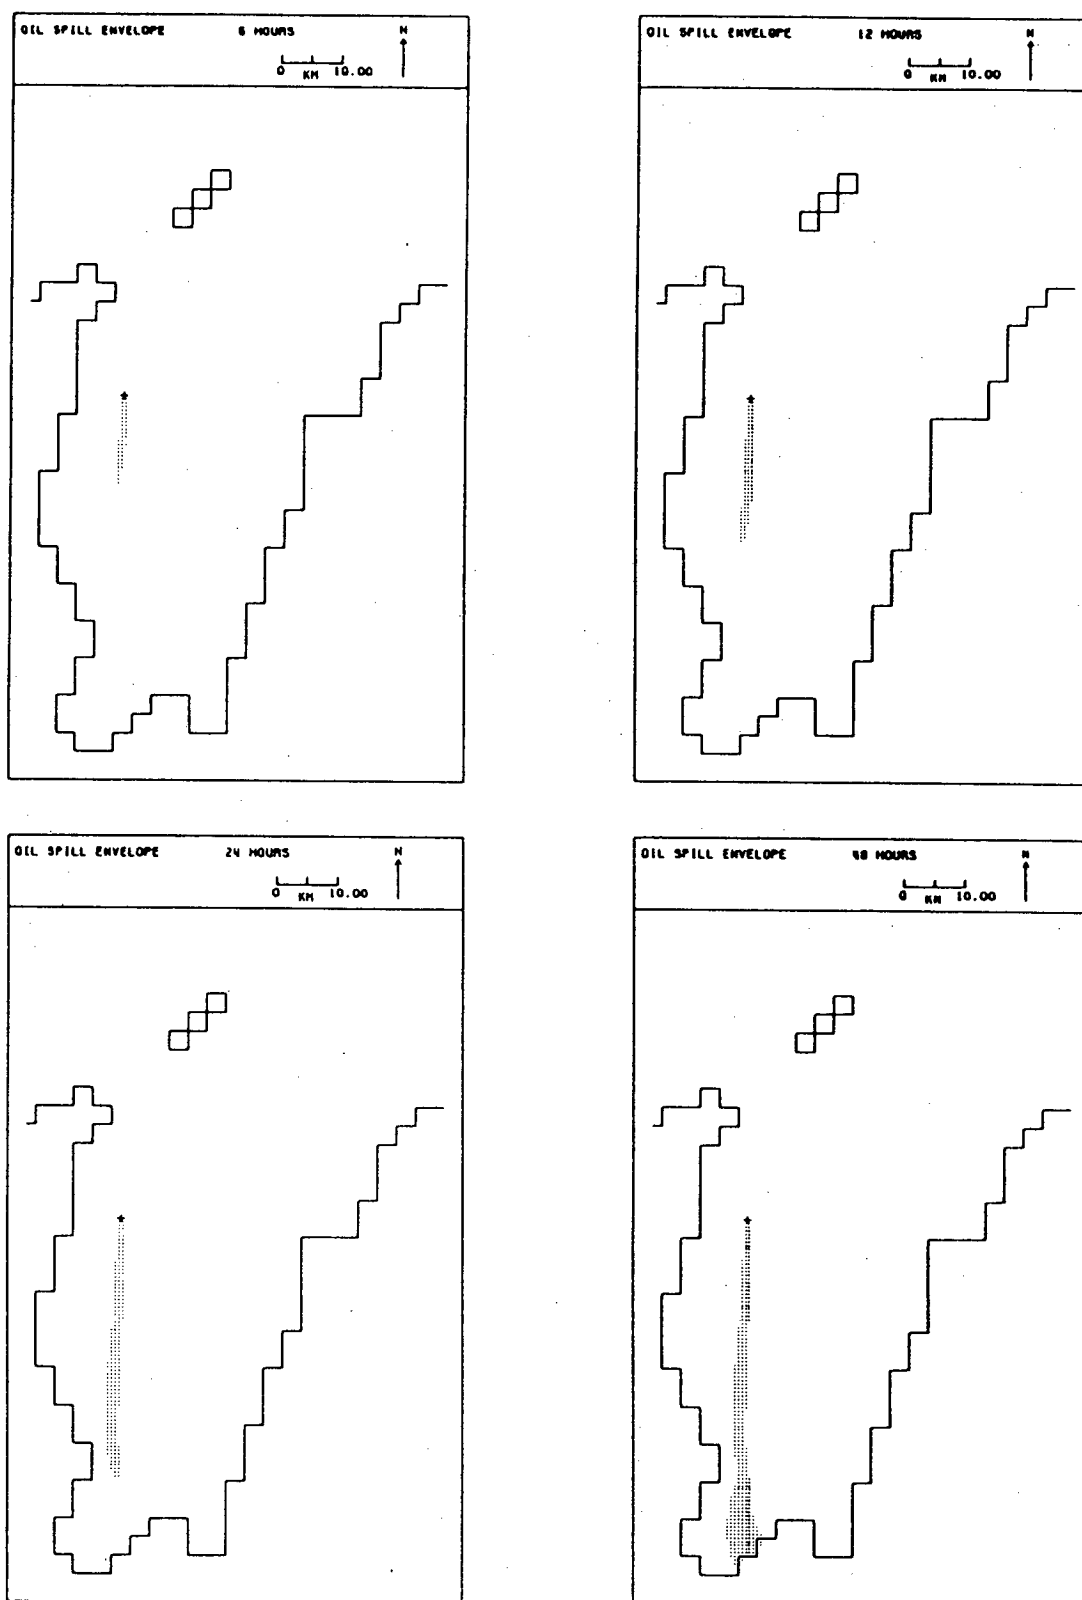 OIL SPILL ENVELOPE 6 HOURS N
0 KM 10.00
OIL SPILL ENVELOPE 12 HOURS N
0 KM 10.00
OIL SPILL ENVELOPE 24 HOURS N
0 KM 10.00
OIL SPILL ENVELOPE 48 HOURS N
0 KM 10.00